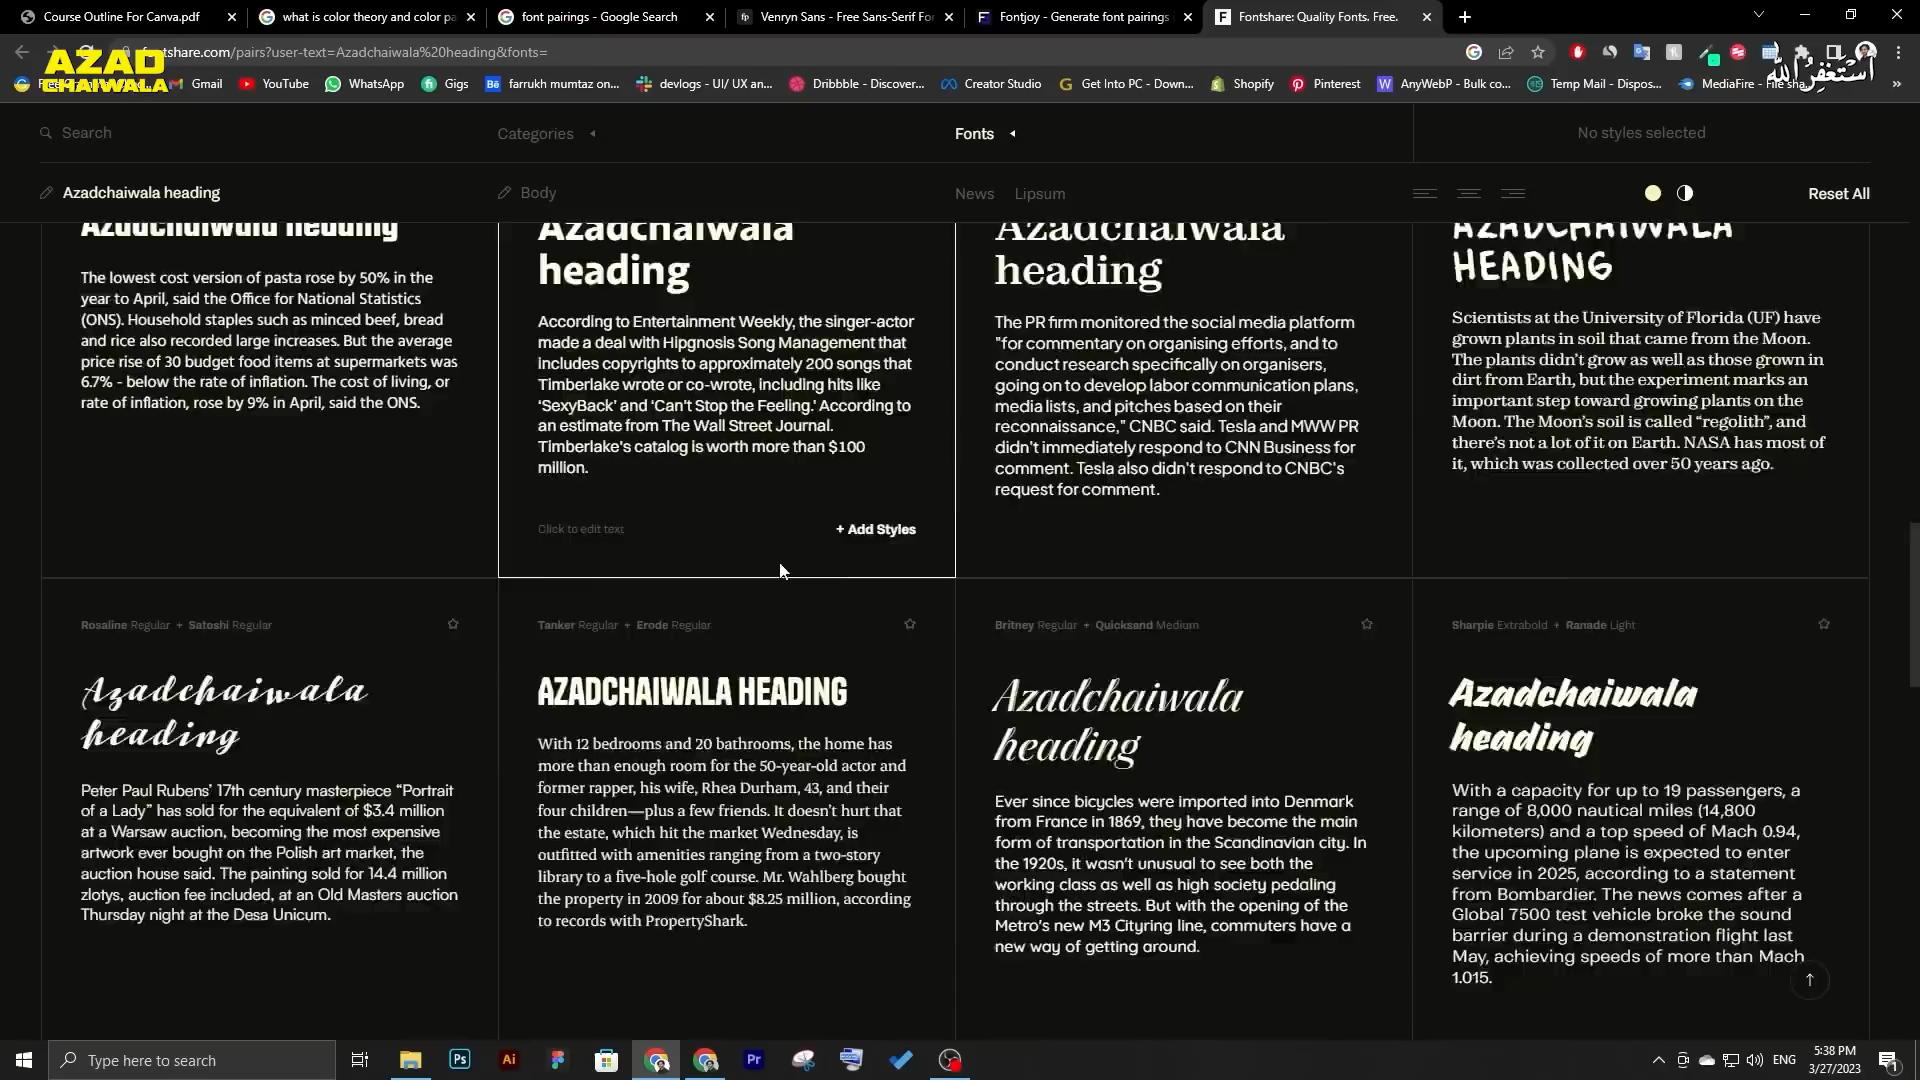 Course Outline For Canva.pdf
what is color theory and color pa
font pairings - Google Search
Venryn Sans - Free Sans-Serif For
Fontjoy - Generate font pairings
Fontshare: Quality Fonts. Free.
tshare.com/pairs?user-text=Azadchaiwala%20heading&fonts=
AZAD
CHAIWALA
Gmail
YouTube
WhatsApp
Gigs
farrukh mumtaz on...
devlogs - UI/ UX an...
Dribbble - Discover...
Creator Studio
Get Into PC - Down...
Shopify
Pinterest
AnyWebP - Bulk co...
Temp Mail - Dispos...
MediaFire - File sha...
أستغفر الله
Search
Categories
Fonts
No styles selected
Azadchaiwala heading
Body
News
Lipsum
Reset All
Azadchaiwala heading
The lowest cost version of pasta rose by 50% in the
year to April, said the Office for National Statistics
(ONS). Household staples such as minced beef, bread
and rice also recorded large increases. But the average
price rise of 30 budget food items at supermarkets was
6.7% - below the rate of inflation. The cost of living, or
rate of inflation, rose by 9% in April, said the ONS.
Azadchaiwala
heading
According to Entertainment Weekly, the singer-actor
made a deal with Hipgnosis Song Management that
includes copyrights to approximately 200 songs that
Timberlake wrote or co-wrote, including hits like
‘SexyBack’ and ‘Can’t Stop the Feeling.’ According to
an estimate from The Wall Street Journal.
Timberlake’s catalog is worth more than $100
million.
Click to edit text
+ Add Styles
Azadchaiwala
heading
The PR firm monitored the social media platform
"for commentary on organising efforts, and to
conduct research specifically on organisers,
going on to develop labor communication plans,
media lists, and pitches based on their
reconnaissance," CNBC said. Tesla and MWW PR
didn't immediately respond to CNN Business for
comment. Tesla also didn't respond to CNBC's
request for comment.
AZADCHAIWALA
HEADING
Scientists at the University of Florida (UF) have
grown plants in soil that came from the Moon.
The plants didn’t grow as well as those grown in
dirt from Earth, but the experiment marks an
important step toward growing plants on the
Moon. The Moon’s soil is called “regolith”, and
there’s not a lot of it on Earth. NASA has most of
it, which was collected over 50 years ago.
Rosaline Regular + Satoshi Regular
Azadchaiwala
heading
Peter Paul Rubens’ 17th century masterpiece “Portrait
of a Lady” has sold for the equivalent of $3.4 million
at a Warsaw auction, becoming the most expensive
artwork ever bought on the Polish art market, the
auction house said. The painting sold for 14.4 million
zlotys, auction fee included, at an Old Masters auction
Thursday night at the Desa Unicum.
Tanker Regular + Erode Regular
AZADCHAIWALA HEADING
With 12 bedrooms and 20 bathrooms, the home has
more than enough room for the 50-year-old actor and
former rapper, his wife, Rhea Durham, 43, and their
four children—plus a few friends. It doesn’t hurt that
the estate, which hit the market Wednesday, is
outfitted with amenities ranging from a two-story
library to a five-hole golf course. Mr. Wahlberg bought
the property in 2009 for about $8.25 million, according
to records with PropertyShark.
Britney Regular + Quicksand Medium
Azadchaiwala
heading
Ever since bicycles were imported into Denmark
from France in 1869, they have become the main
form of transportation in the Scandinavian city. In
the 1920s, it wasn't unusual to see both the
working class as well as high society pedaling
through the streets. But with the opening of the
Metro's new M3 Cityring line, commuters have a
new way of getting around.
Sharpie Extrabold + Ranade Light
Azadchaiwala
heading
With a capacity for up to 19 passengers, a
range of 8,000 nautical miles (14,800
kilometers) and a top speed of Mach 0.94,
the upcoming plane is expected to enter
service in 2025, according to a statement
from Bombardier. The news comes after a
Global 7500 test vehicle broke the sound
barrier during a demonstration flight last
May, achieving speeds of more than Mach
1.015.
Type here to search
ENG
5:38 PM
3/27/2023